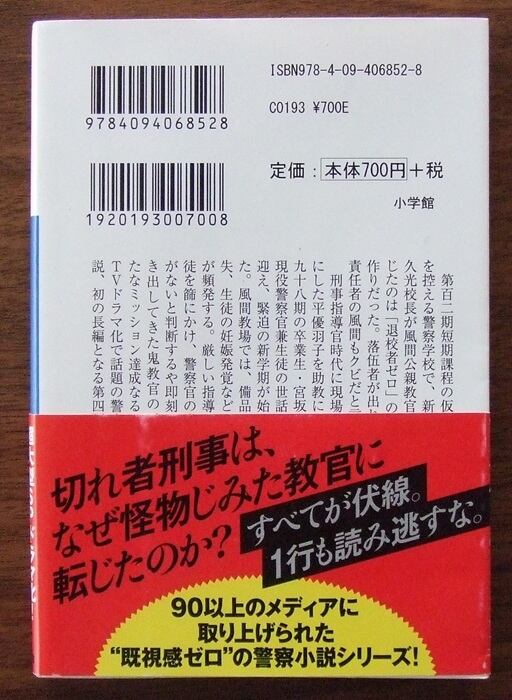 ISBN978-4-09-406852-8
C0193 ¥700E
9784094068528
定価：本体700円＋税
1920193007008
小学館
第百二期短期課程の仮
を控える警察学校で、新
久光校長が風間公親教官
じたのは「退校者ゼロ」の
作りだった。落伍者が出れ
責任者の風間もクビだと言
刑事指導官時代に現場
にした平優羽子を助教に
九十八期の卒業生・宮坂
現役警察官兼生徒の世話
迎え、緊迫の新学期が始
た。風間教場では、備品
失、生徒の妊娠発覚など
が頻発する。厳しい指導
徒を篩にかけ、警察官の
がないと判断するや即刻
き出してきた鬼教官の
たなミッション達成なる
TVドラマ化で話題の警
説、初の長編となる第四
切れ者刑事は、
なぜ怪物じみた教官に
転じたのか?
すべてが伏線。
1行も読み逃すな。
90以上のメディアに
取り上げられた
“既視感ゼロ”の警察小説シリーズ!